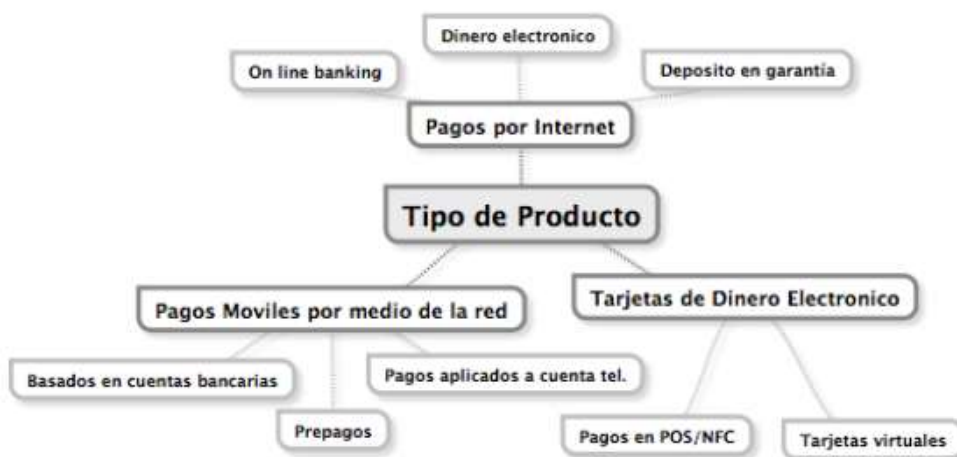 Dinero electronico
On line banking
Deposito en garantía
Pagos por Internet
Tipo de Producto
Pagos Moviles por medio de la red
Tarjetas de Dinero Electronico
Basados en cuentas bancarias
Pagos aplicados a cuenta tel.
Prepagos
Pagos en POS/NFC
Tarjetas virtuales